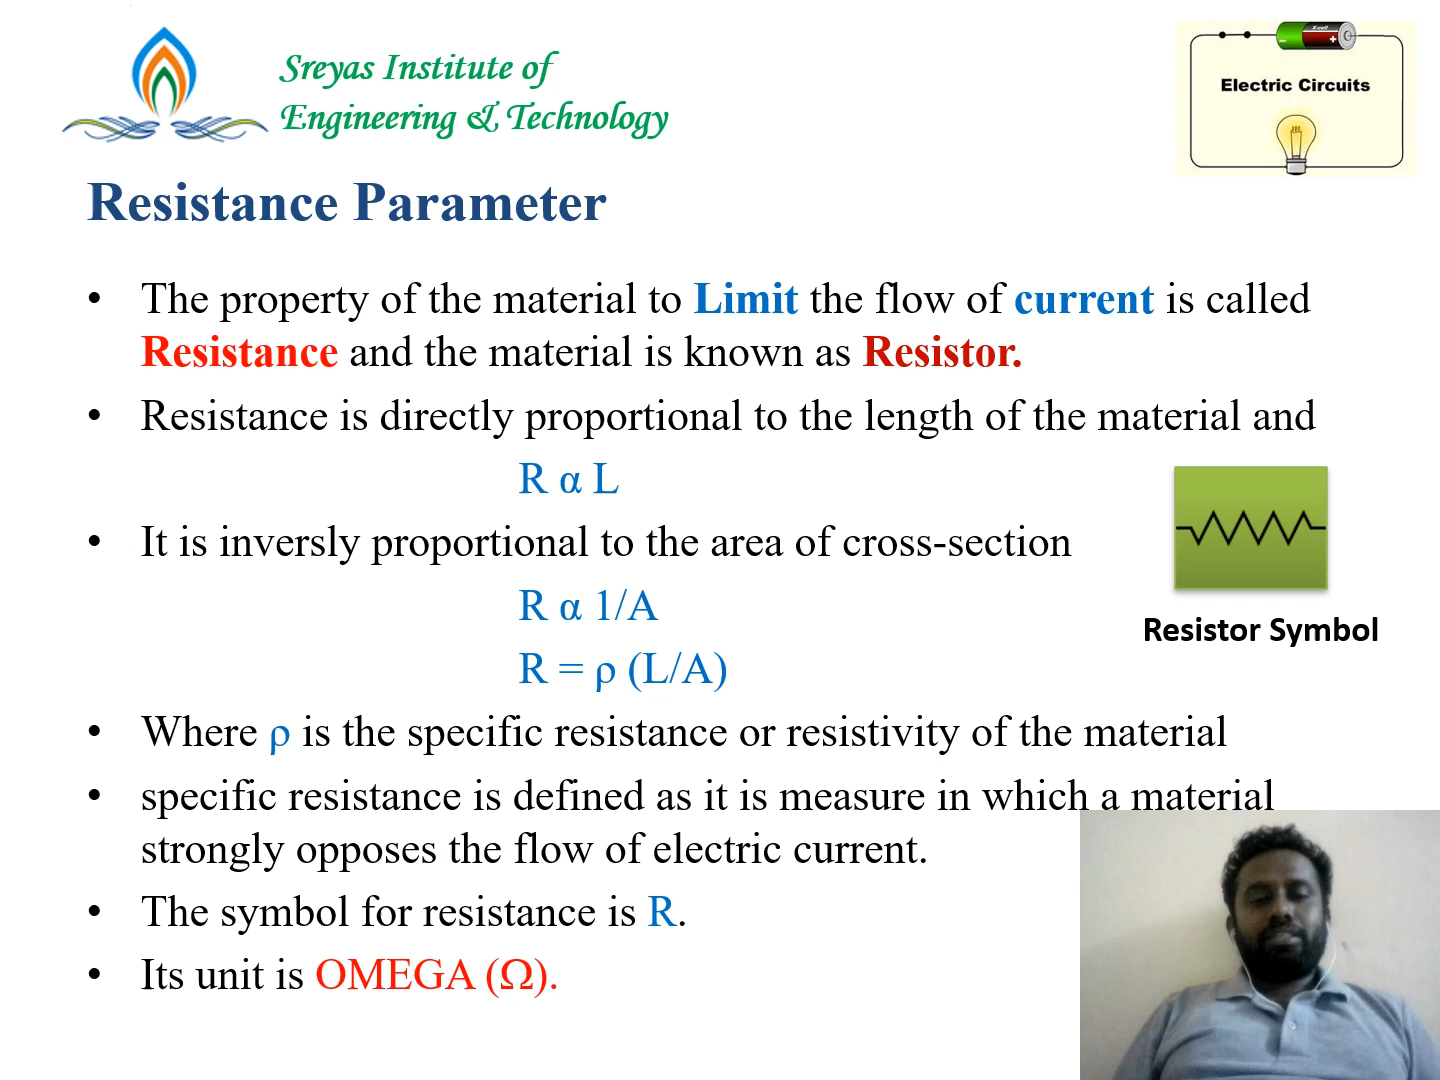 Sreyas Institute of
Engineering & Technology
X-cell
- +
Electric Circuits
Resistance Parameter
• The property of the material to Limit the flow of current is called
Resistance and the material is known as Resistor.
• Resistance is directly proportional to the length of the material and
R α L
• It is inversly proportional to the area of cross-section
R α 1/A
R = ρ (L/A)
Resistor Symbol
• Where ρ is the specific resistance or resistivity of the material
• specific resistance is defined as it is measure in which a material
strongly opposes the flow of electric current.
• The symbol for resistance is R.
• Its unit is OMEGA (Ω).